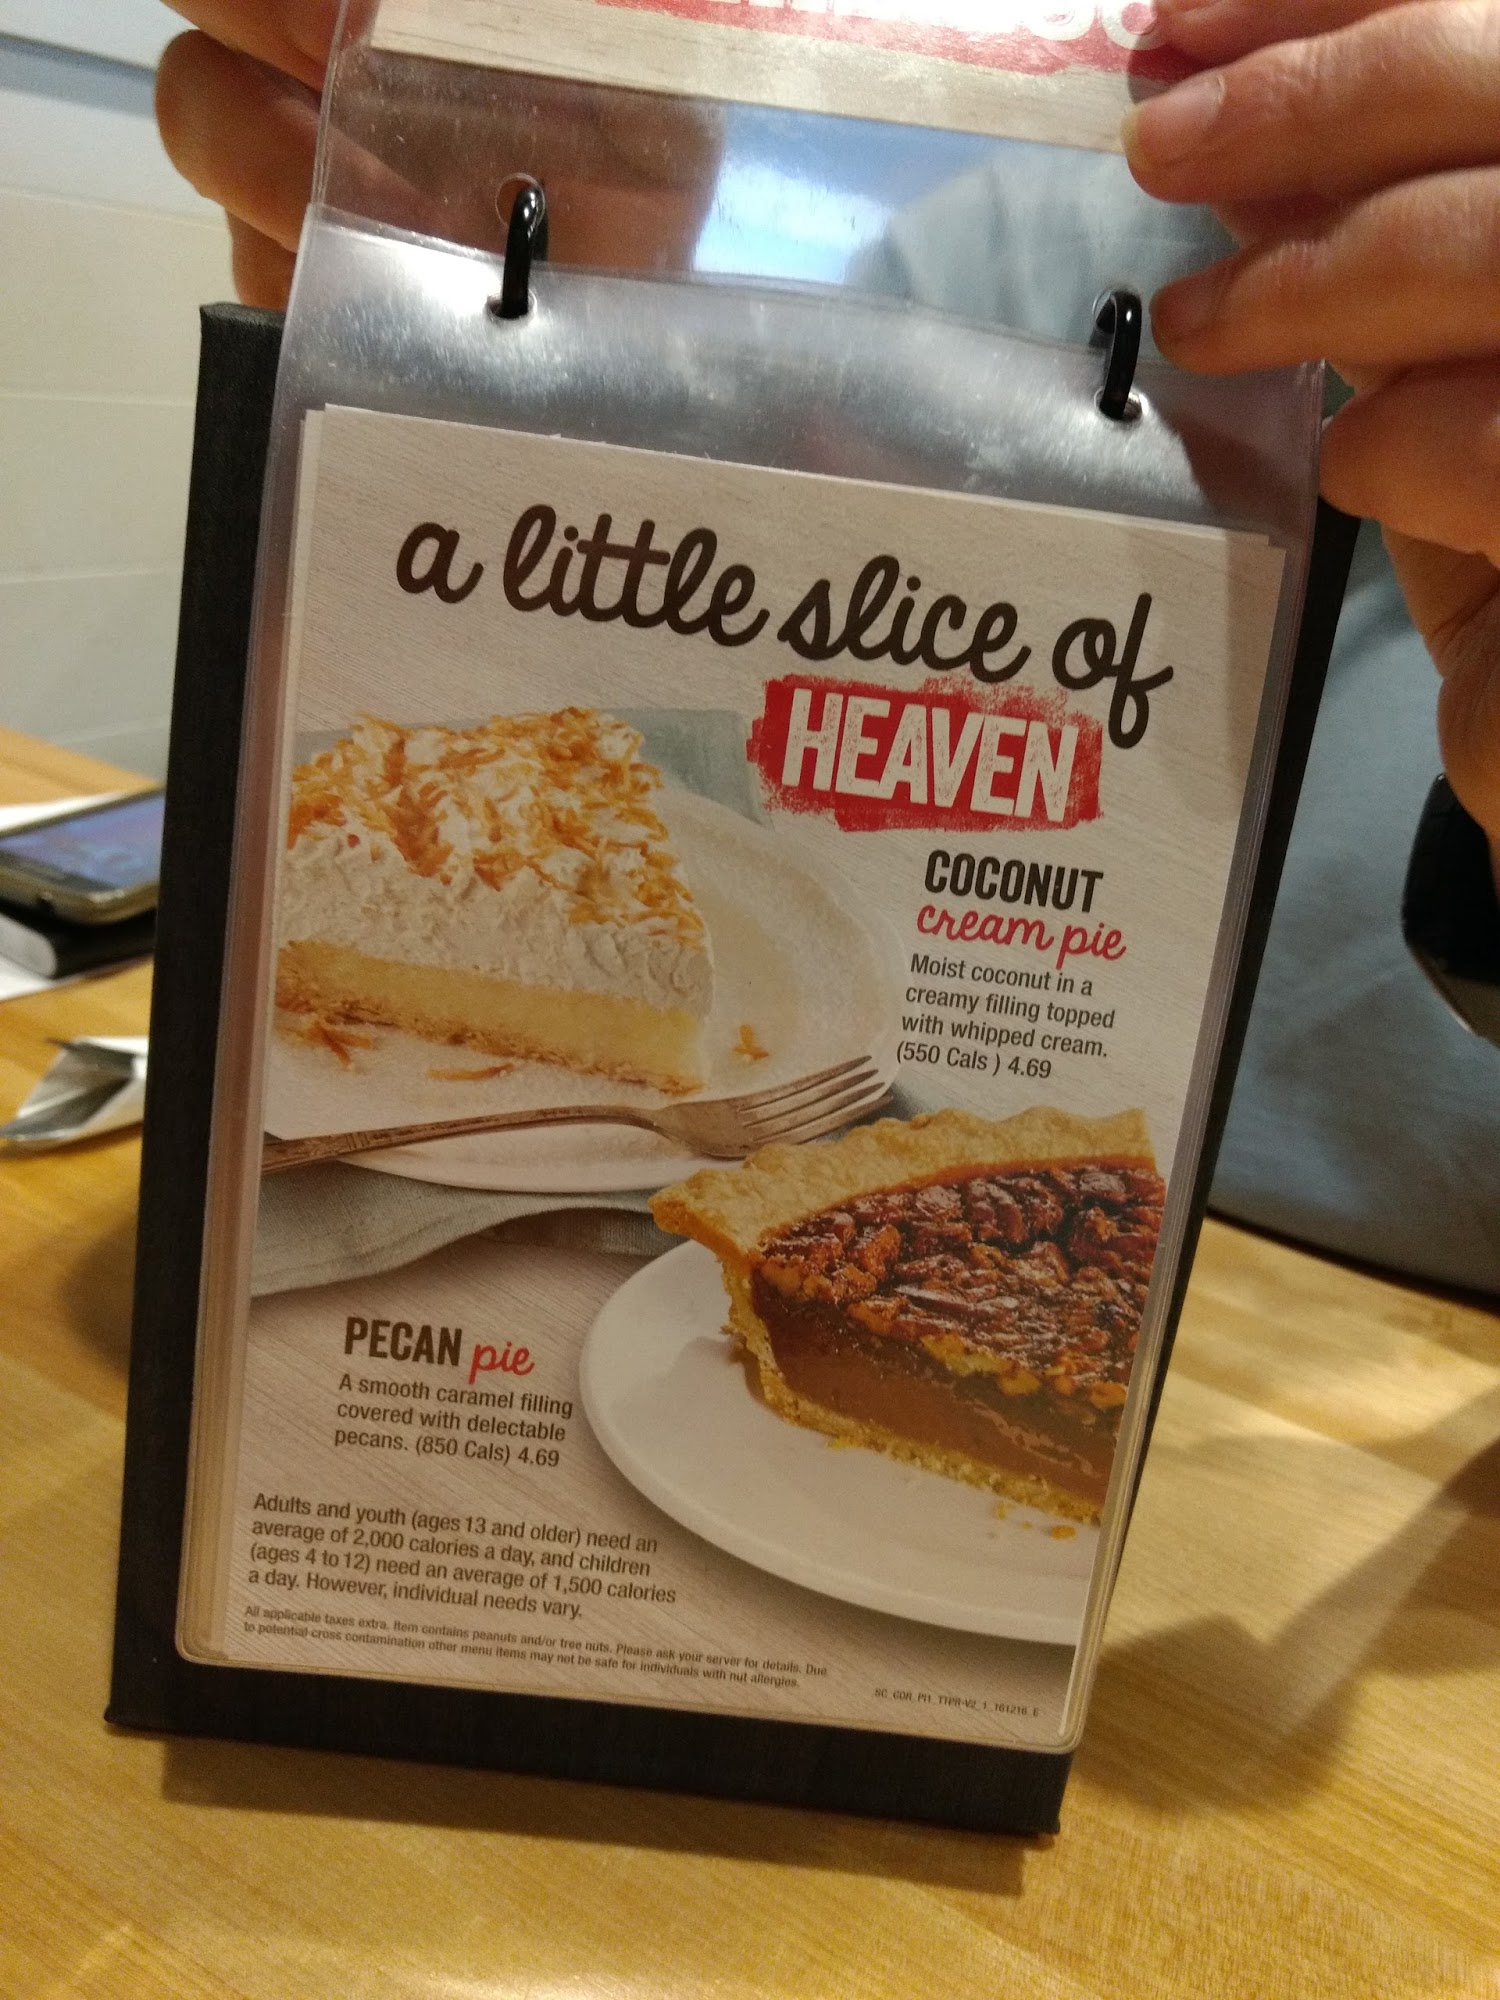 a little slice of
HEAVEN
COCONUT
cream pie
Moist coconut in a
creamy filling topped
with whipped cream.
(550 Cals ) 4.69
PECAN pie
A smooth caramel filling
covered with delectable
pecans. (850 Cals) 4.69
Adults and youth (ages 13 and older) need an
average of 2,000 calories a day, and children
(ages 4 to 12) need an average of 1,500 calories
a day. However, individual needs vary.
All applicable taxes extra. Item contains peanuts and/or tree nuts. Please ask your server for details. Due
to potential cross contamination other menu items may not be safe for individuals with nut allergies.